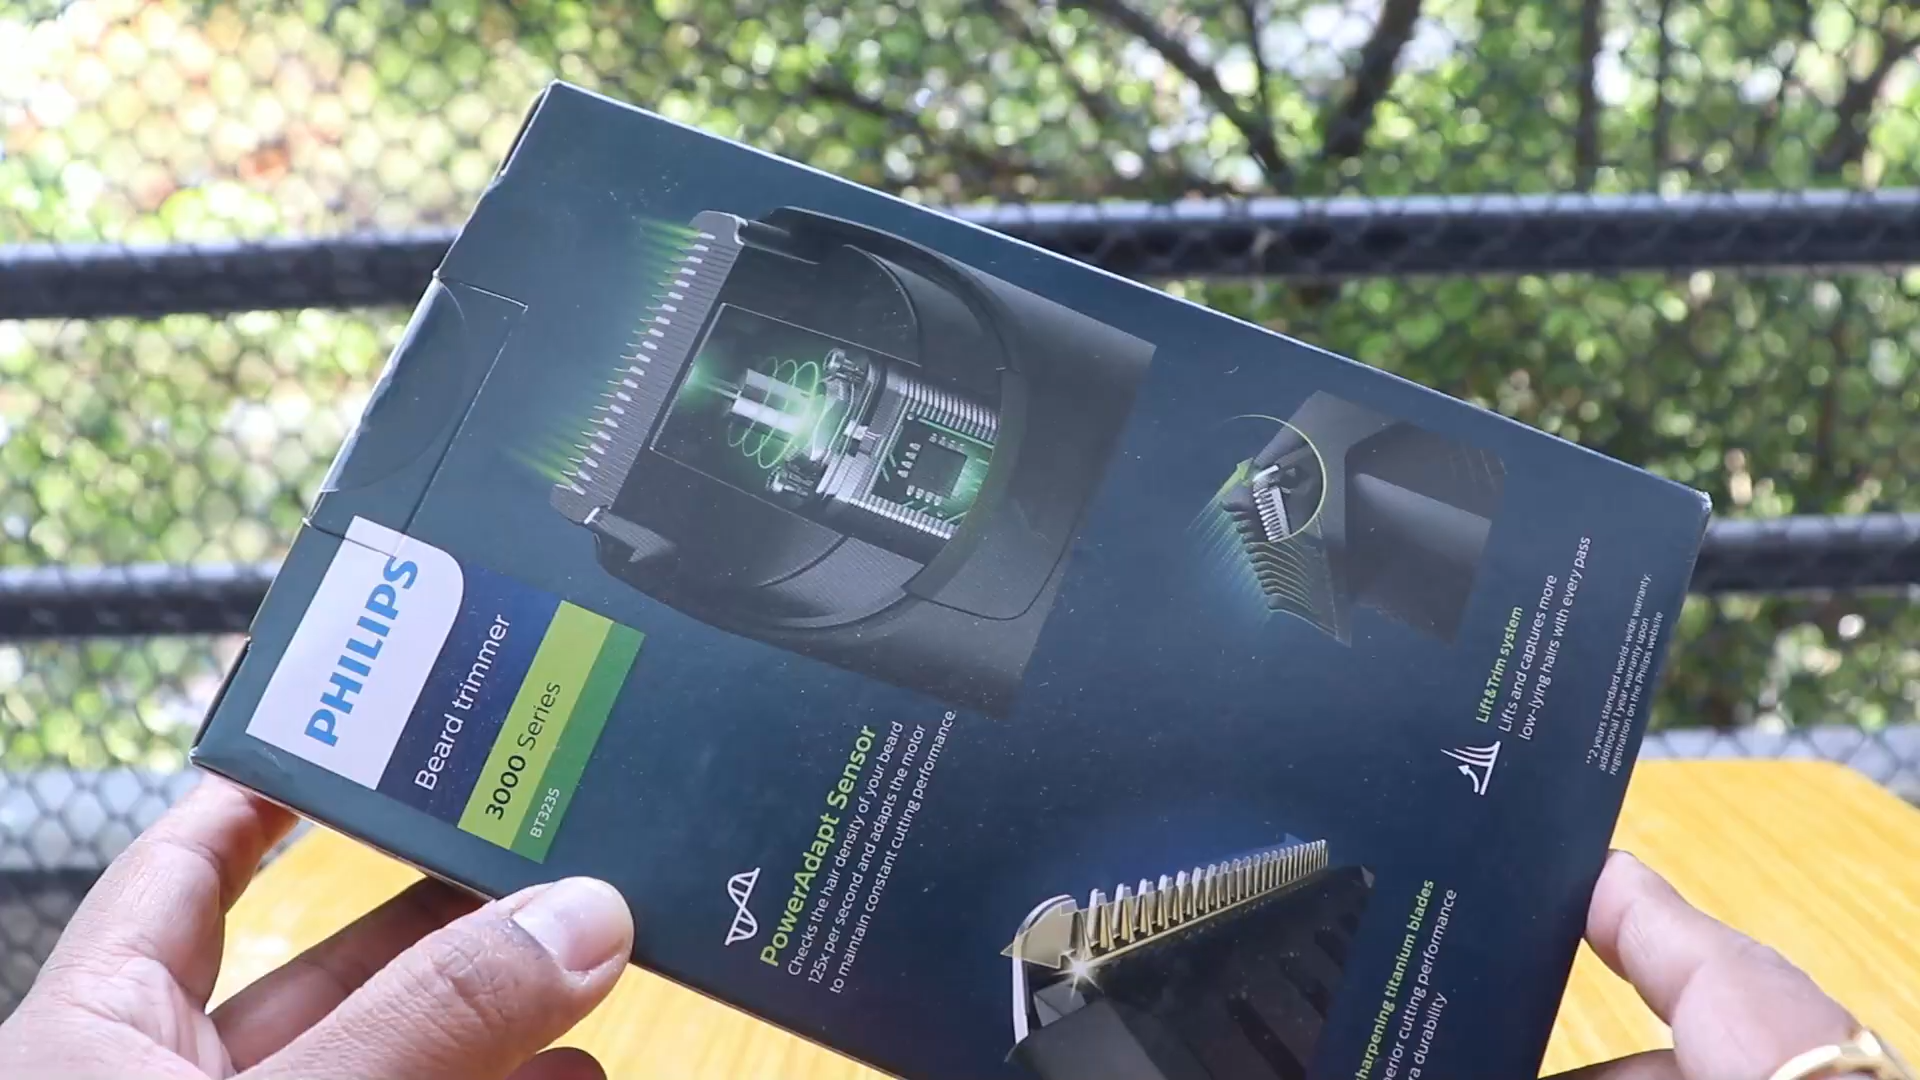 PHILIPS
Beard trimmer
3000 Series
BT3235
PowerAdapt Sensor
Checks the hair density of your beard
125x per second and adapts the motor
to maintain constant cutting performance.
Lift&Trim system
Lifts and captures more
low-lying hairs with every pass
titanium blades
cutting performance
durability
**2 years standard world-wide warranty,
additional 1 year warranty upon
registration on the Philips website